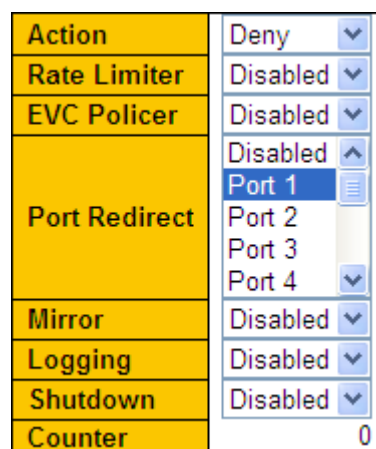 Action Deny
Rate Limiter Disabled
EVC Policer Disabled
Port Redirect
Disabled
Port 1
Port 2
Port 3
Port 4
Mirror Disabled
Logging Disabled
Shutdown Disabled
Counter 0